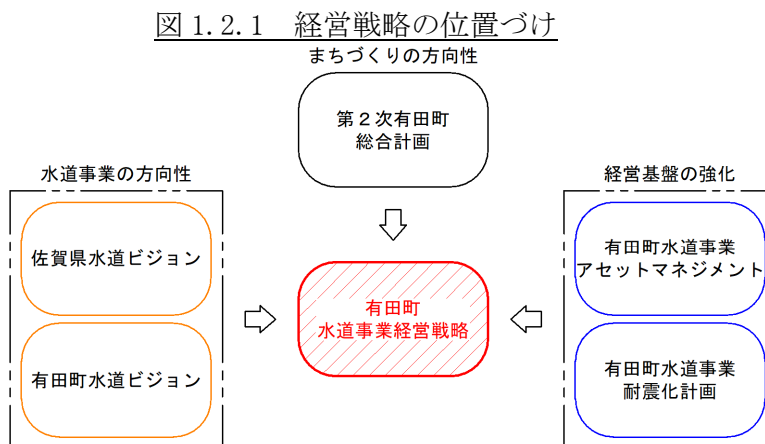 図 1.2.1　経営戦略の位置づけ
まちづくりの方向性
第２次有田町
総合計画
水道事業の方向性
佐賀県水道ビジョン
有田町水道ビジョン
有田町
水道事業経営戦略
経営基盤の強化
有田町水道事業
アセットマネジメント
有田町水道事業
耐震化計画